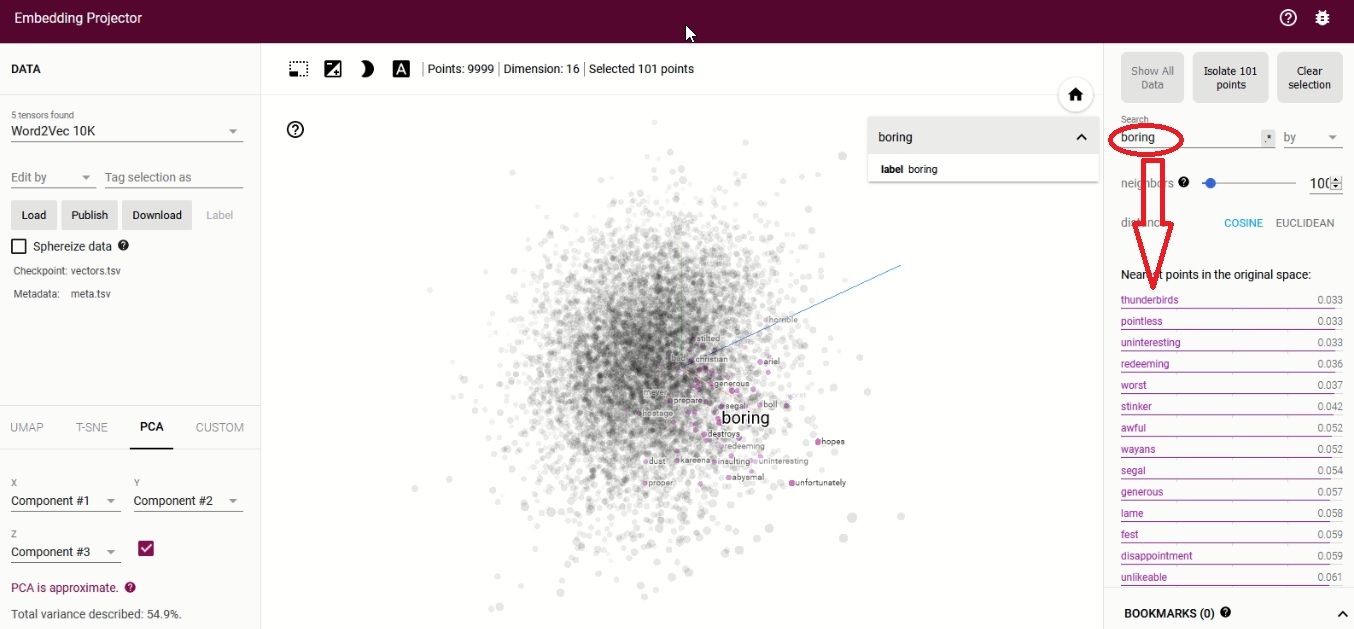 Embedding Projector
DATA
5 tensors found
Word2Vec 10K
Edit by
Tag selection as
Load
Publish
Download
Label
Sphereize data
Checkpoint: vectors.tsv
Metadata: meta.tsv
UMAP
T-SNE
PCA
CUSTOM
X
Component #1
Y
Component #2
Z
Component #3
PCA is approximate.
Total variance described: 54.9%.
A
Points: 9999
Dimension: 16
Selected 101 points
boring
label boring
horrible
stilted
christian
ariel
generous
prepare
segal
boll
hostage
boring
destroys
hopes
redeeming
dust
kareena
insulting
uninteresting
proper
abysmal
unfortunately
Show All
Data
Isolate 101
points
Clear
selection
Search
boring
.*
by
neighbors
100
distance
COSINE
EUCLIDEAN
Nearest points in the original space:
thunderbirds 0.033
pointless 0.033
uninteresting 0.033
redeeming 0.036
worst 0.037
stinker 0.042
awful 0.052
wayans 0.052
segal 0.054
generous 0.057
lame 0.058
fest 0.059
disappointment 0.059
unlikeable 0.061
BOOKMARKS (0)